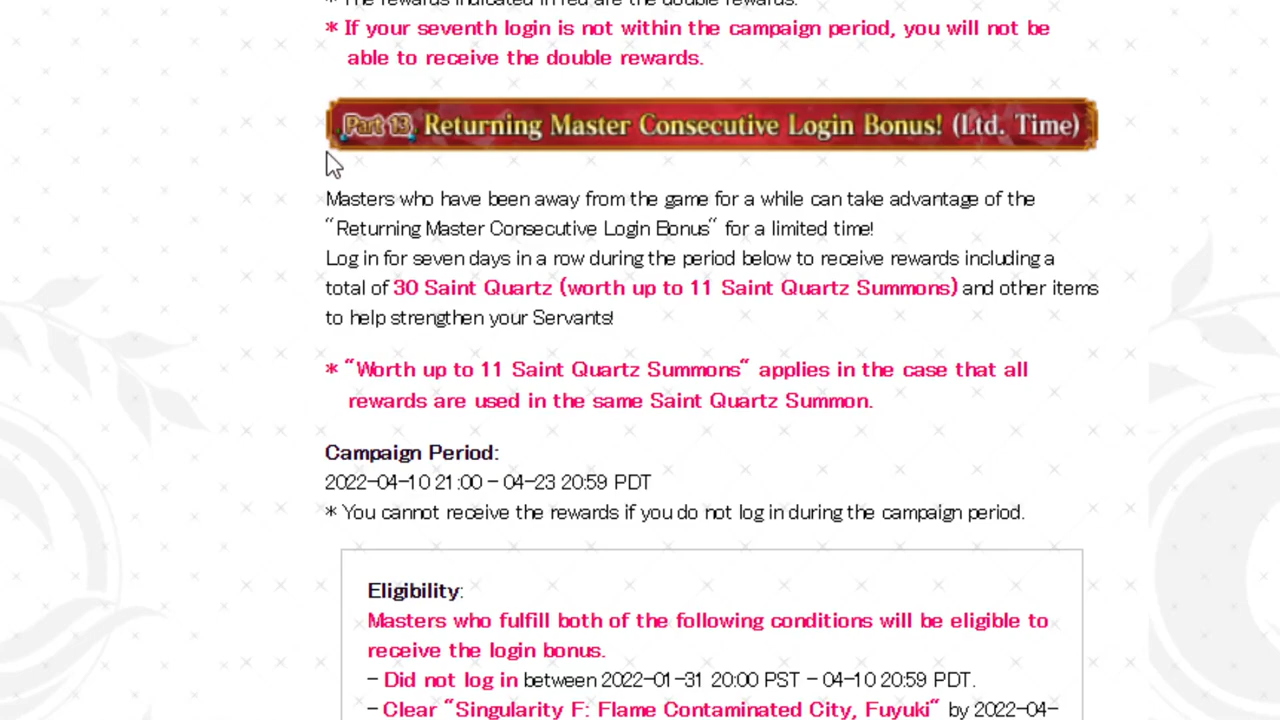 * The rewards indicated in red are the double rewards.
* If your seventh login is not within the campaign period, you will not be
able to receive the double rewards.
Part 13 Returning Master Consecutive Login Bonus! (Ltd. Time)
Masters who have been away from the game for a while can take advantage of the
"Returning Master Consecutive Login Bonus" for a limited time!
Log in for seven days in a row during the period below to receive rewards including a
total of 30 Saint Quartz (worth up to 11 Saint Quartz Summons) and other items
to help strengthen your Servants!
* "Worth up to 11 Saint Quartz Summons" applies in the case that all
rewards are used in the same Saint Quartz Summon.
Campaign Period:
2022-04-10 21:00 – 04-23 20:59 PDT
* You cannot receive the rewards if you do not log in during the campaign period.
Eligibility:
Masters who fulfill both of the following conditions will be eligible to
receive the login bonus.
– Did not log in between 2022-01-31 20:00 PST – 04-10 20:59 PDT.
– Clear "Singularity F: Flame Contaminated City, Fuyuki" by 2022-04-